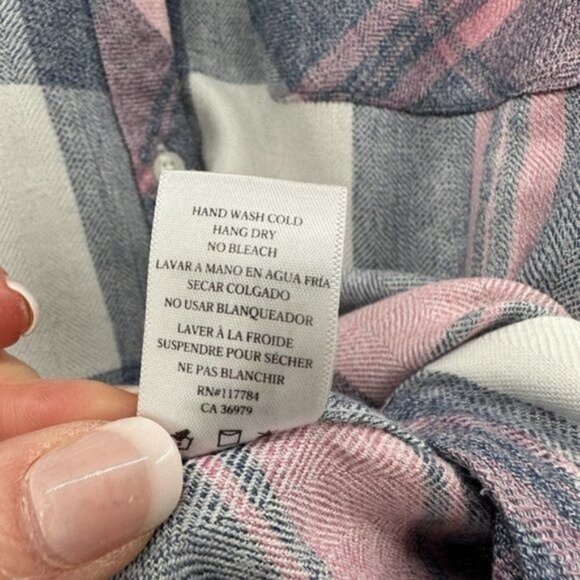 HAND WASH COLD
HANG DRY
NO BLEACH
LAVAR A MANO EN AGUA FRÍA
SECAR COLGADO
NO USAR BLANQUEADOR
LAVER À LA FROIDE
SUSPENDRE POUR SÉCHER
NE PAS BLANCHIR
RN#117784
CA 36979